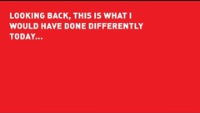 LOOKING BACK, THIS IS WHAT I
WOULD HAVE DONE DIFFERENTLY
TODAY...